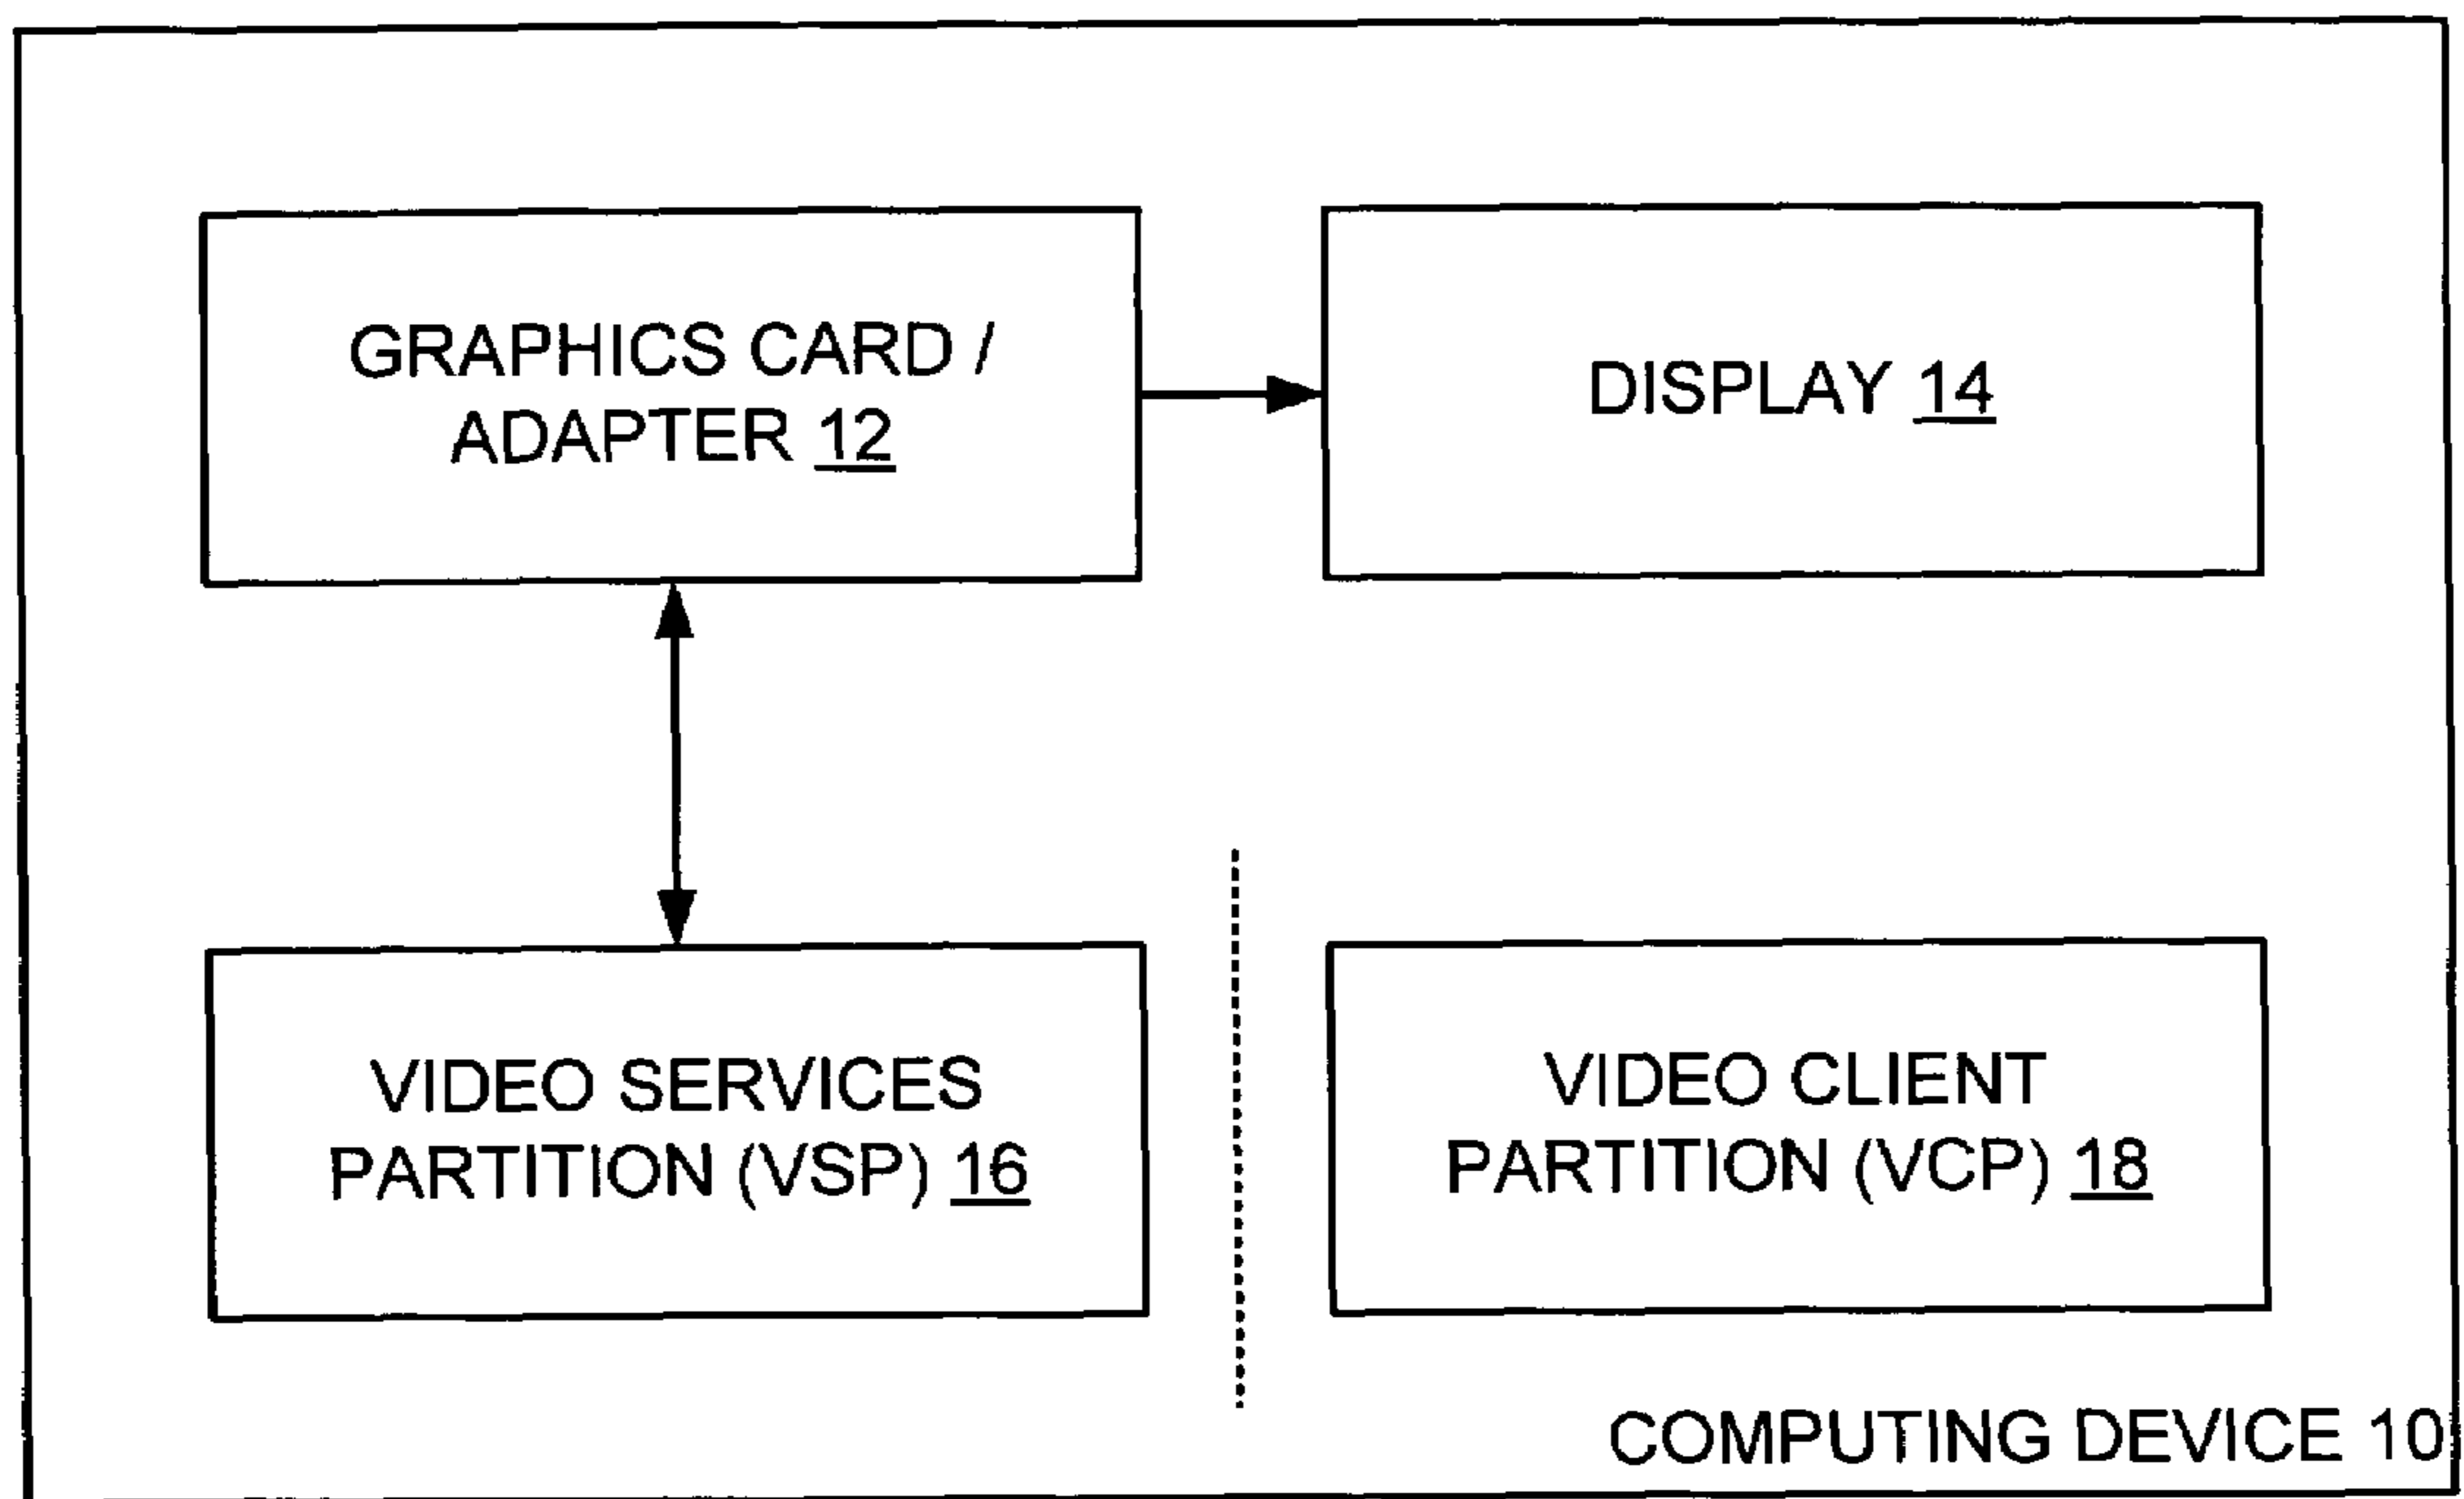 GRAPHICS CARD /
ADAPTER 12
DISPLAY 14
VIDEO SERVICES
PARTITION (VSP) 16
VIDEO CLIENT
PARTITION (VCP) 18
COMPUTING DEVICE 10